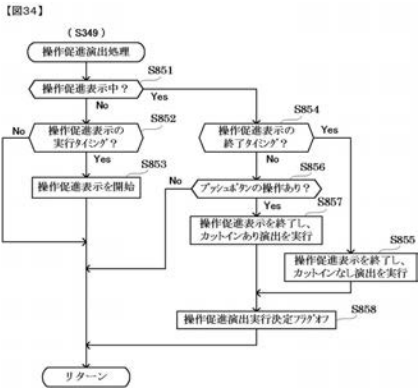 【図34】
(S349)
操作促進演出処理
S851
操作促進表示中?
No
Yes
S852
S854
No
操作促進表示の
実行タイミング?
操作促進表示の
終了タイミング?
Yes
Yes
S853
No
S856
操作促進表示を開始
No
プッシュボタンの操作あり?
Yes
S857
操作促進表示を終了し、
カットインあり演出を実行
S855
操作促進表示を終了し、
カットインなし演出を実行
S858
操作促進演出実行決定フラグオフ
リターン